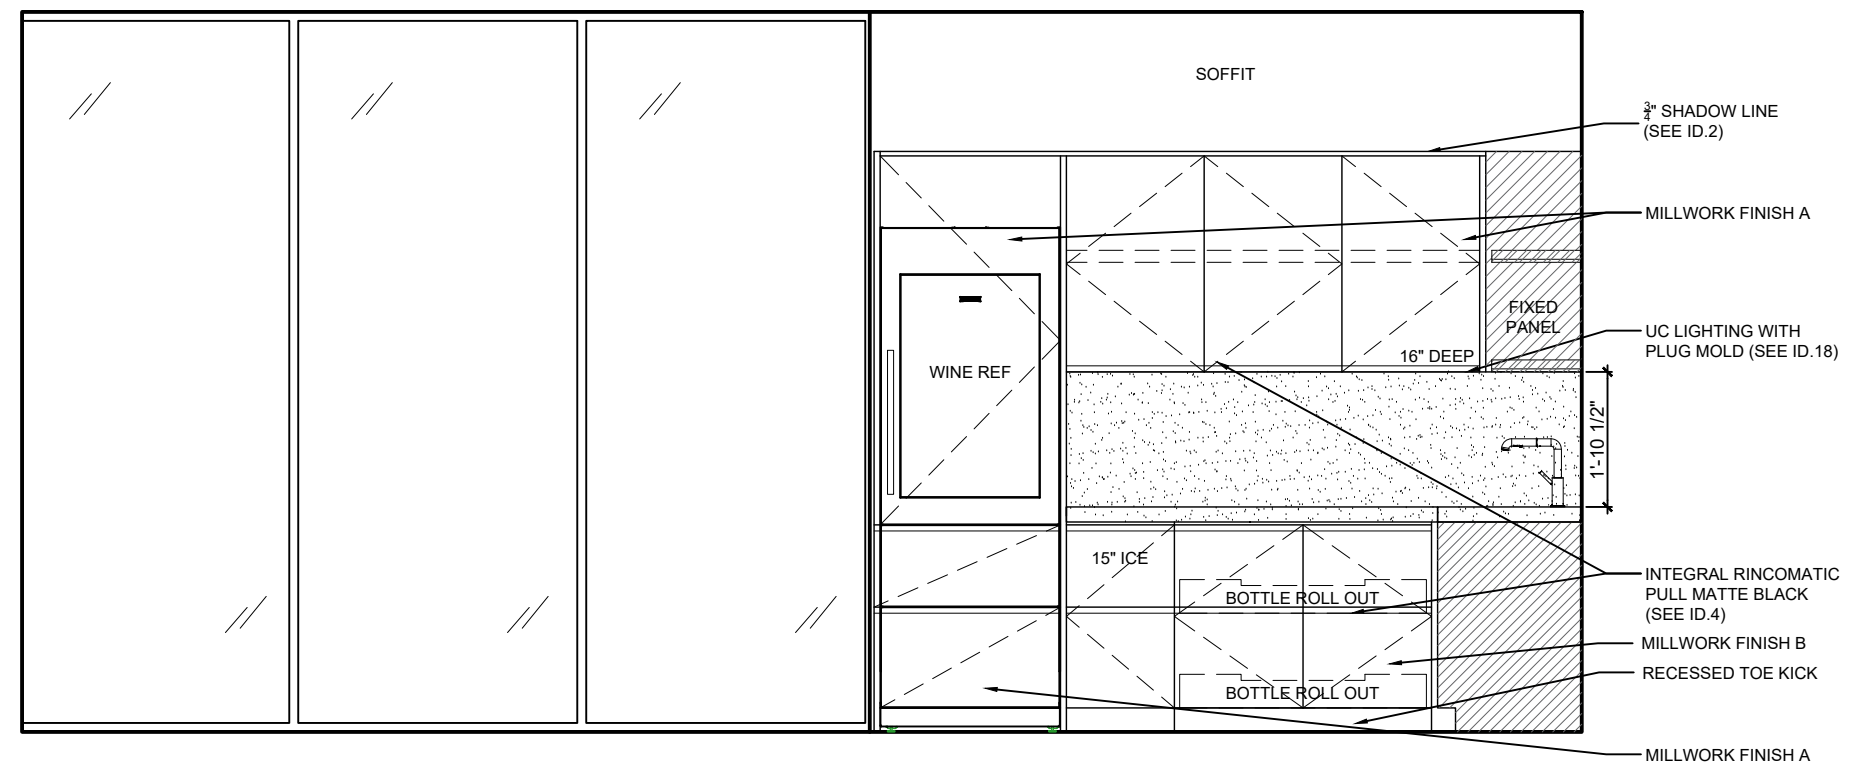 SOFFIT
3/4" SHADOW LINE
(SEE ID.2)
MILLWORK FINISH A
FIXED
PANEL
UC LIGHTING WITH
PLUG MOLD (SEE ID.18)
16" DEEP
WINE REF
1'-10 1/2"
15" ICE
BOTTLE ROLL OUT
INTEGRAL RINCOMATIC
PULL MATTE BLACK
(SEE ID.4)
MILLWORK FINISH B
RECESSED TOE KICK
BOTTLE ROLL OUT
MILLWORK FINISH A